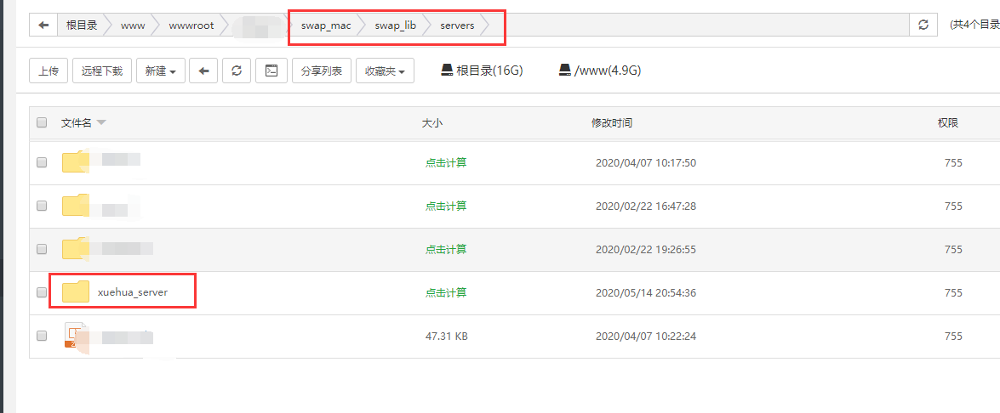 根目录 www wwwroot swap_mac swap_lib servers (共4个目录
上传 远程下载 新建 分享列表 收藏夹 根目录(16G) /www(4.9G)
文件名 大小 修改时间 权限
点击计算 2020/04/07 10:17:50 755
点击计算 2020/02/22 16:47:28 755
点击计算 2020/02/22 19:26:55 755
xuehua_server 点击计算 2020/05/14 20:54:36 755
47.31 KB 2020/04/07 10:22:24 755